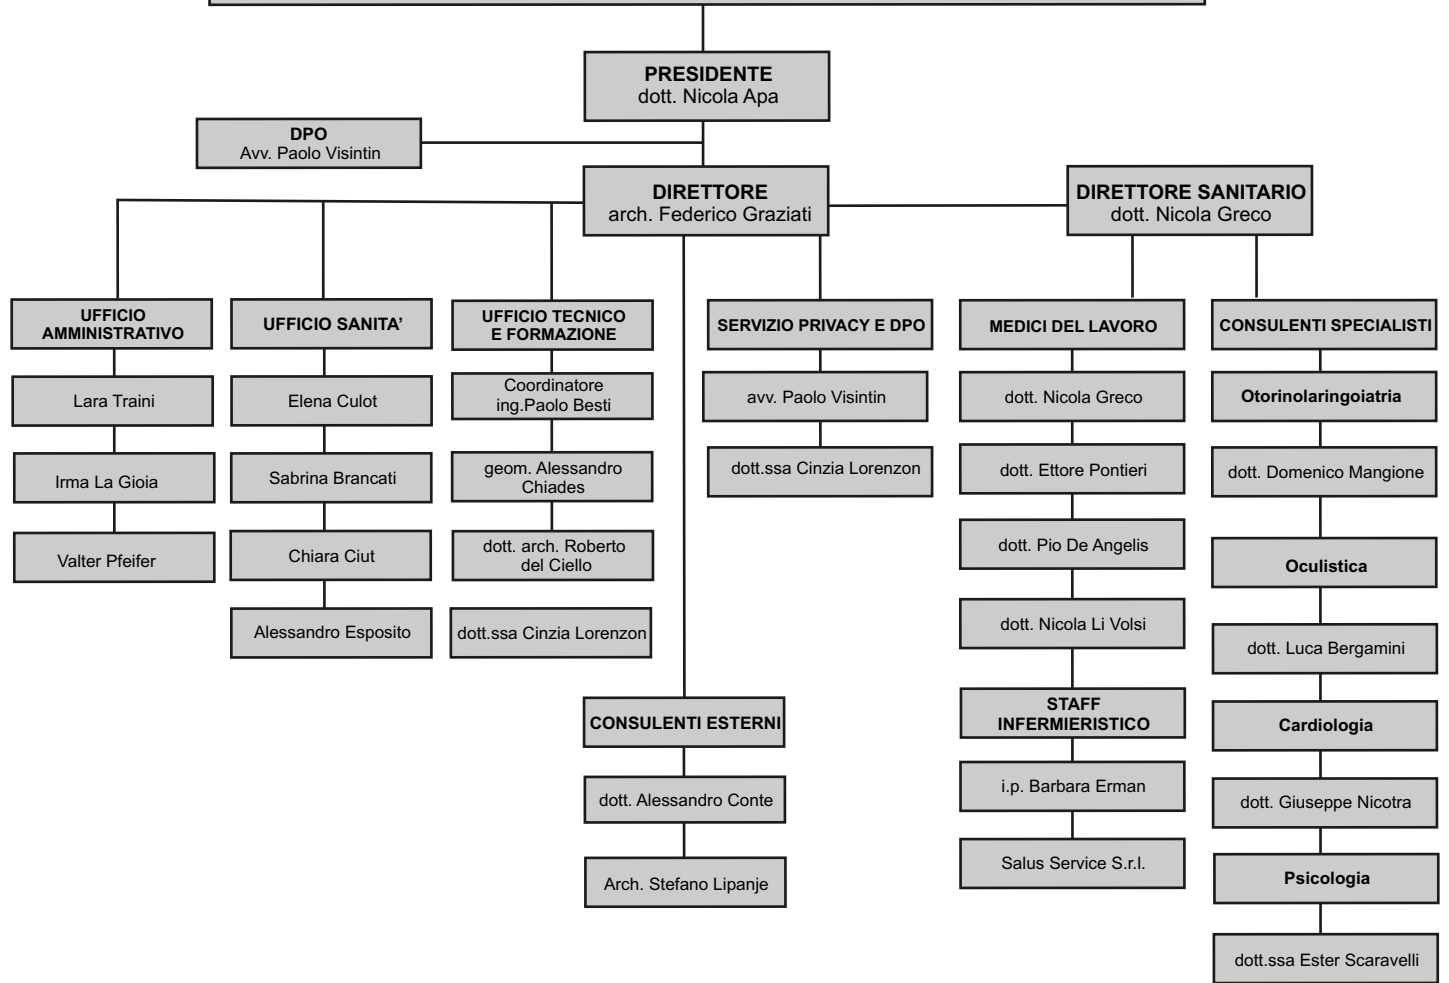 PRESIDENTE
dott. Nicola Apa
DPO
Avv. Paolo Visintin
DIRETTORE
arch. Federico Graziati
DIRETTORE SANITARIO
dott. Nicola Greco
UFFICIO
AMMINISTRATIVO
Lara Traini
Irma La Gioia
Valter Pfeifer
UFFICIO SANITA’
Elena Culot
Sabrina Brancati
Chiara Ciut
Alessandro Esposito
UFFICIO TECNICO
E FORMAZIONE
Coordinatore
ing.Paolo Besti
geom. Alessandro
Chiades
dott. arch. Roberto
del Ciello
dott.ssa Cinzia Lorenzon
CONSULENTI ESTERNI
dott. Alessandro Conte
Arch. Stefano Lipanje
SERVIZIO PRIVACY E DPO
avv. Paolo Visintin
dott.ssa Cinzia Lorenzon
MEDICI DEL LAVORO
dott. Nicola Greco
dott. Ettore Pontieri
dott. Pio De Angelis
dott. Nicola Li Volsi
STAFF
INFERMIERISTICO
i.p. Barbara Erman
Salus Service S.r.l.
CONSULENTI SPECIALISTI
Otorinolaringoiatria
dott. Domenico Mangione
Oculistica
dott. Luca Bergamini
Cardiologia
dott. Giuseppe Nicotra
Psicologia
dott.ssa Ester Scaravelli